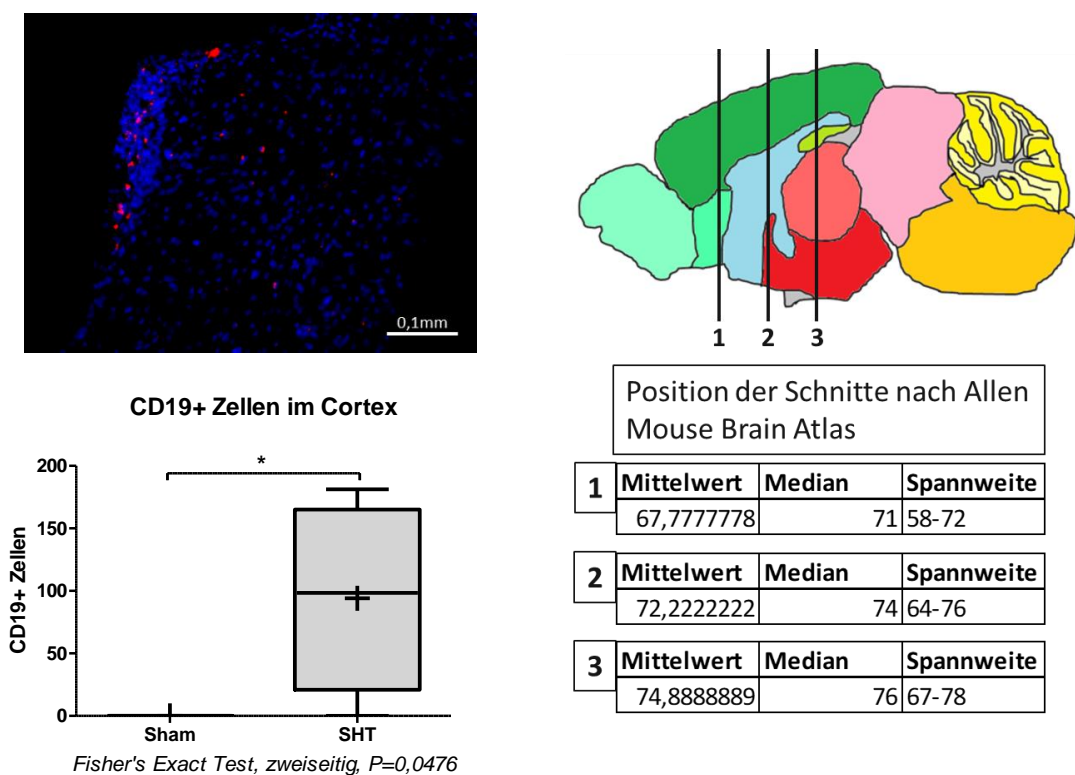 0,1mm
1 2 3
CD19+ Zellen im Cortex
CD19+ Zellen
200
150
100
50
0
*
Sham SHT
Fisher's Exact Test, zweiseitig, P=0,0476
Position der Schnitte nach Allen
Mouse Brain Atlas
1 Mittelwert Median Spannweite
67,7777778 71 58-72
2 Mittelwert Median Spannweite
72,2222222 74 64-76
3 Mittelwert Median Spannweite
74,8888889 76 67-78